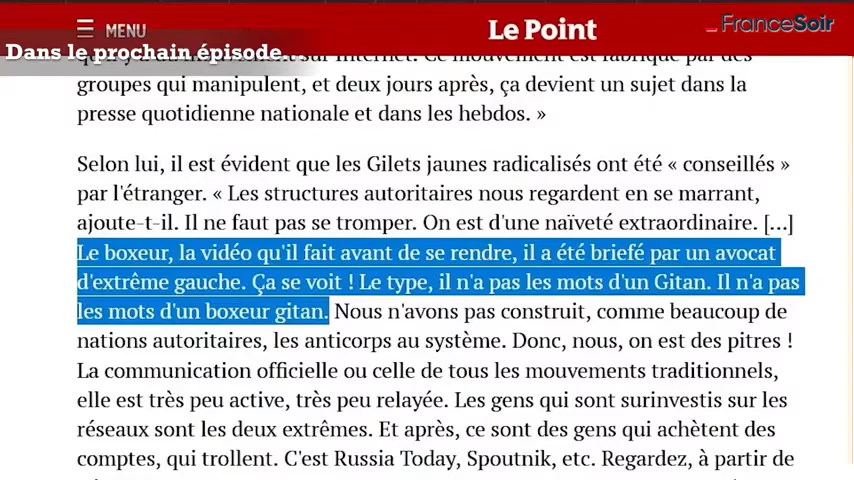 MENU
Le Point
FranceSoir
Dans le prochain épisode...
groupes qui manipulent, et deux jours après, ça devient un sujet dans la
presse quotidienne nationale et dans les hebdos. »
Selon lui, il est évident que les Gilets jaunes radicalisés ont été « conseillés »
par l'étranger. « Les structures autoritaires nous regardent en se marrant,
ajoute-t-il. Il ne faut pas se tromper. On est d'une naïveté extraordinaire. [...]
Le boxeur, la vidéo qu'il fait avant de se rendre, il a été briefé par un avocat
d'extrême gauche. Ça se voit ! Le type, il n'a pas les mots d'un Gitan. Il n'a pas
les mots d'un boxeur gitan. Nous n'avons pas construit, comme beaucoup de
nations autoritaires, les anticorps au système. Donc, nous, on est des pitres !
La communication officielle ou celle de tous les mouvements traditionnels,
elle est très peu active, très peu relayée. Les gens qui sont surinvestis sur les
réseaux sont les deux extrêmes. Et après, ce sont des gens qui achètent des
comptes, qui trollent. C'est Russia Today, Spoutnik, etc. Regardez, à partir de